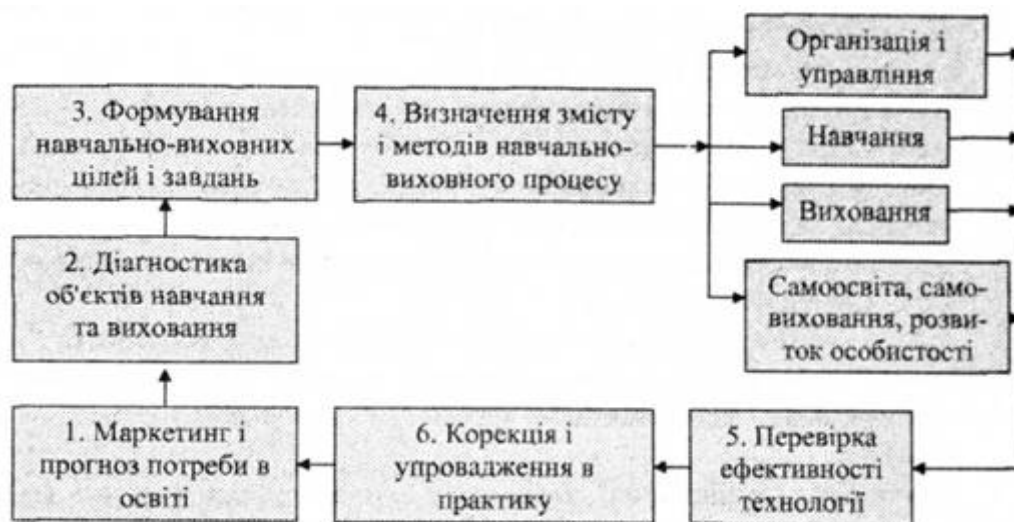 Організація і
управління
3. Формування
навчально-виховних
цілей і завдань
4. Визначення змісту
і методів навчально-
виховного процесу
Навчання
Виховання
2. Діагностика
об'єктів навчання
та виховання
Самоосвіта, само-
виховання, розви-
ток особистості
1. Маркетинг і
прогноз потреби в
освіті
6. Корекція і
упровадження в
практику
5. Перевірка
ефективності
технології